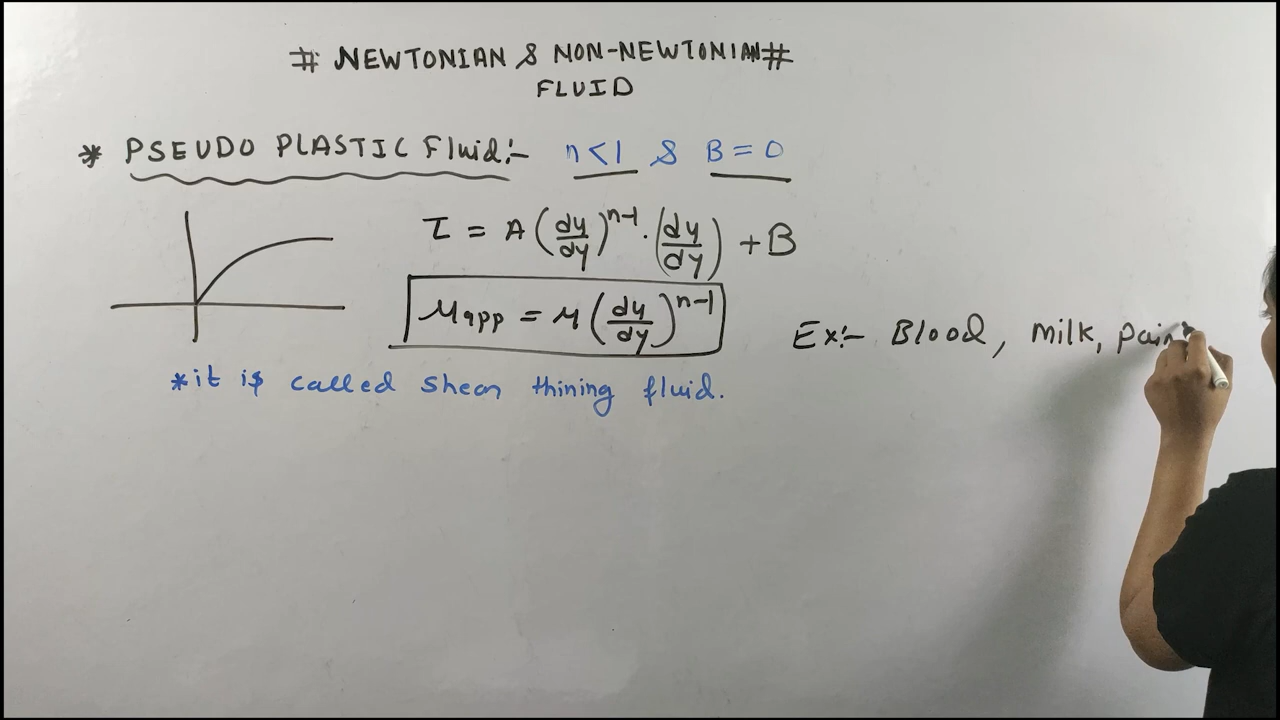 # NEWTONIAN & NON-NEWTONIAN #
FLUID
* PSEUDO PLASTIC Fluid:- n<1 & B=0
τ = A (du/dy)^n-1 . (du/dy) + B
μapp = μ (du/dy)^n-1
Ex:- Blood, milk, pain
*it is called shear thining fluid.